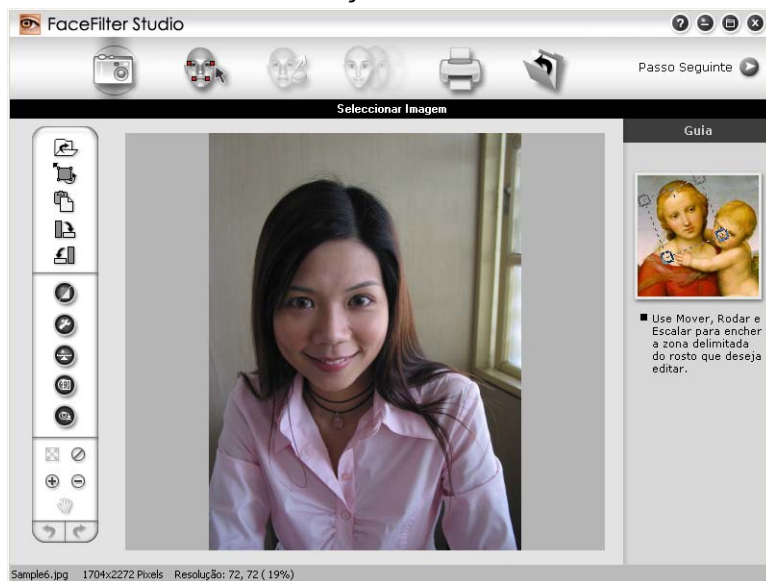 FaceFilter Studio
Passo Seguinte
Seleccionar Imagem
Guia
Use Mover, Rodar e
Escalar para encher
a zona delimitada
do rosto que deseja
editar.
Sample6.jpg 1704x2272 Pixels Resolução: 72, 72 ( 19%)